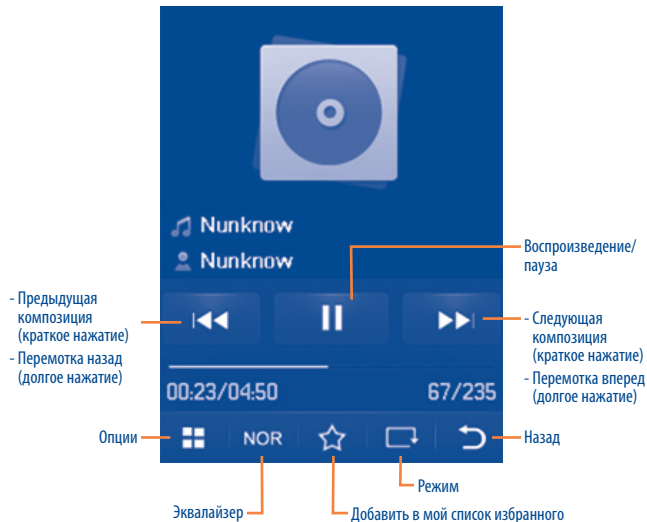 Nunknow
Nunknow
Воспроизведение/
пауза
- Предыдущая
композиция
(краткое нажатие)
- Перемотка назад
(долгое нажатие)
- Следующая
композиция
(краткое нажатие)
- Перемотка вперед
(долгое нажатие)
00:23/04:50
67/235
Опции
NOR
Назад
Режим
Эквалайзер
Добавить в мой список избранного